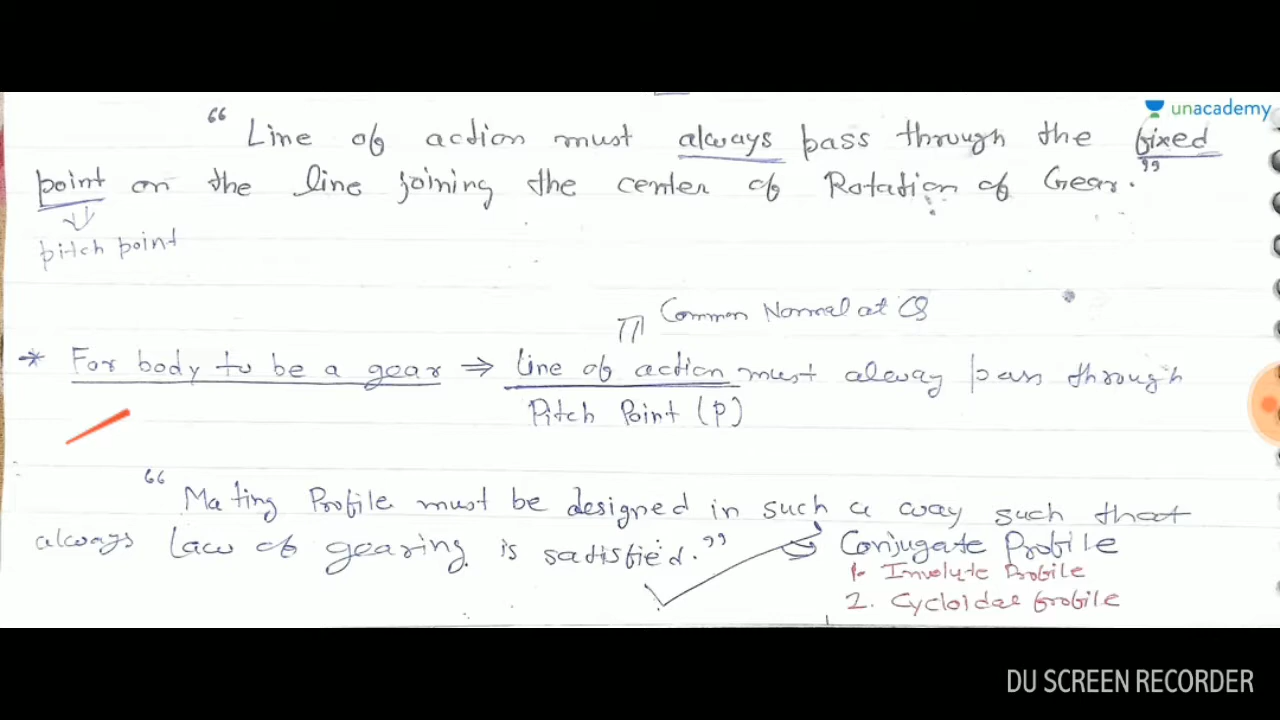 unacademy
“ Line of action must always pass through the fixed
point on the line joining the center of Rotation of Gear. ”
pitch point
Common Normal at
* For body to be a gear ⇒ line of action must alway pass through
Pitch Point (P)
“ Mating Profile must be designed in such a way such that
always law of gearing is satisfied. ” Conjugate Profile
1. Involute Profile
2. Cycloidal Profile
DU SCREEN RECORDER